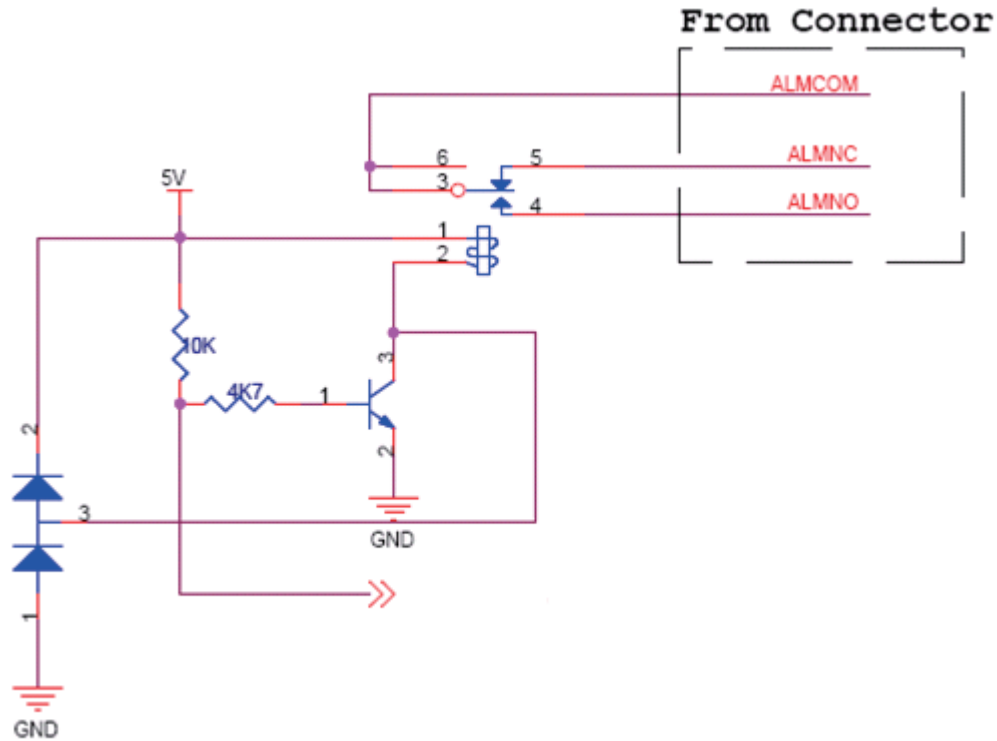 From Connector
ALMCOM
6
5
ALMNC
5V
3
4
ALMNO
1
2
10K
3
4K7
1
2
2
3
GND
1
GND